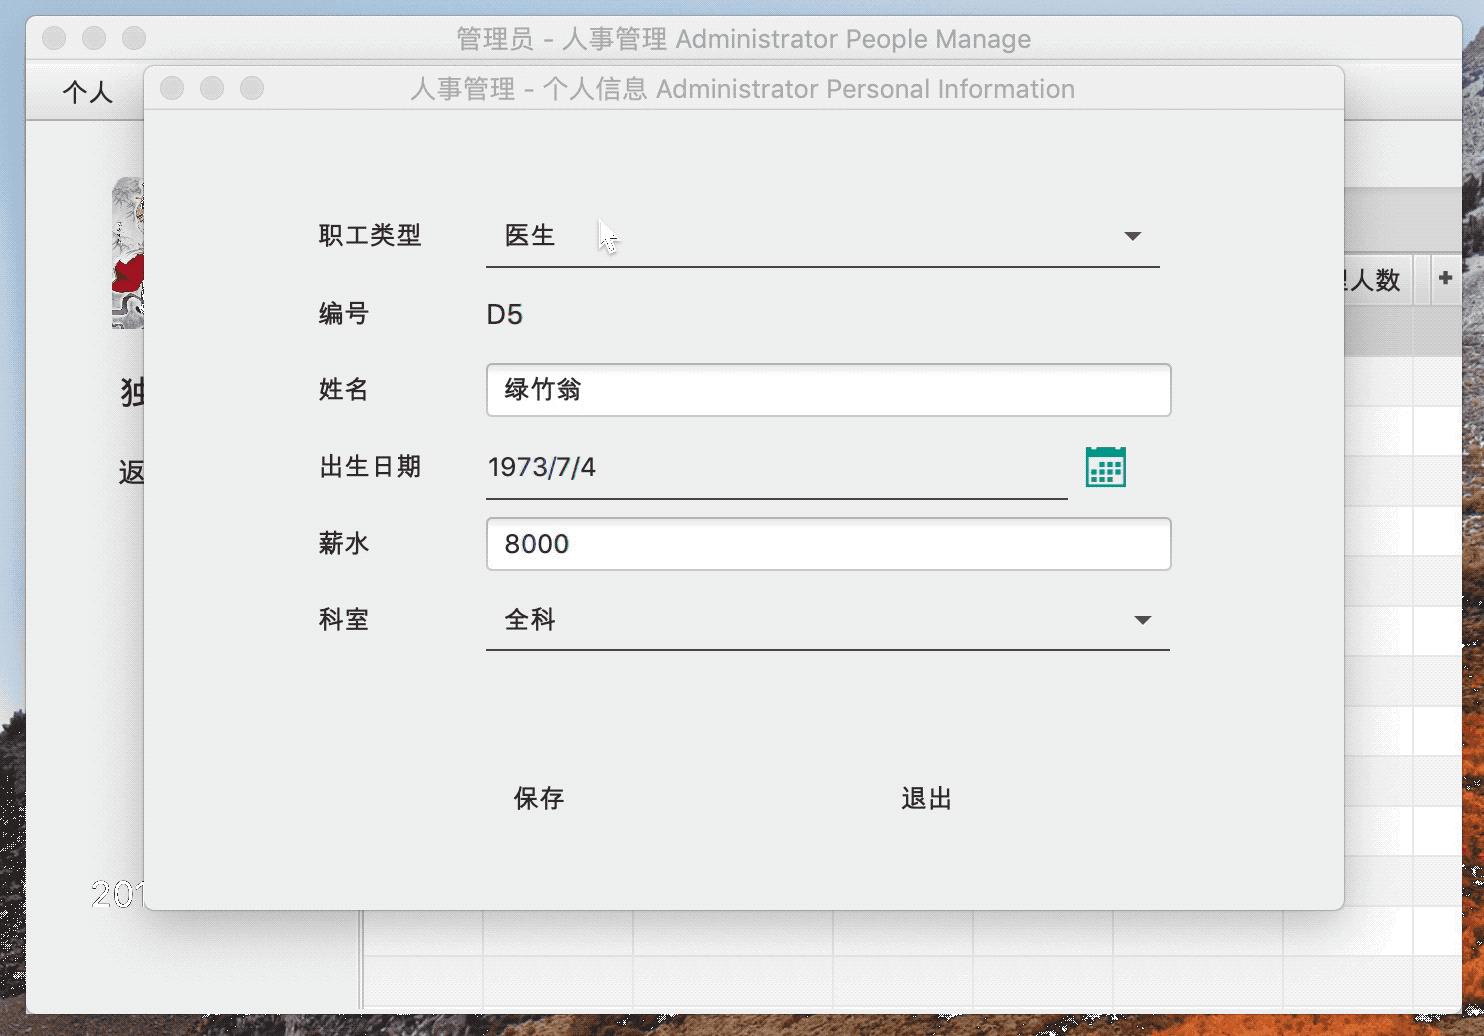 管理员 - 人事管理 Administrator People Manage
个人
人事管理 - 个人信息 Administrator Personal Information
职工类型 医生
人数 +
编号 D5
姓名 绿竹翁
独
出生日期 1973/7/4
返
薪水 8000
科室 全科
保存 退出
201